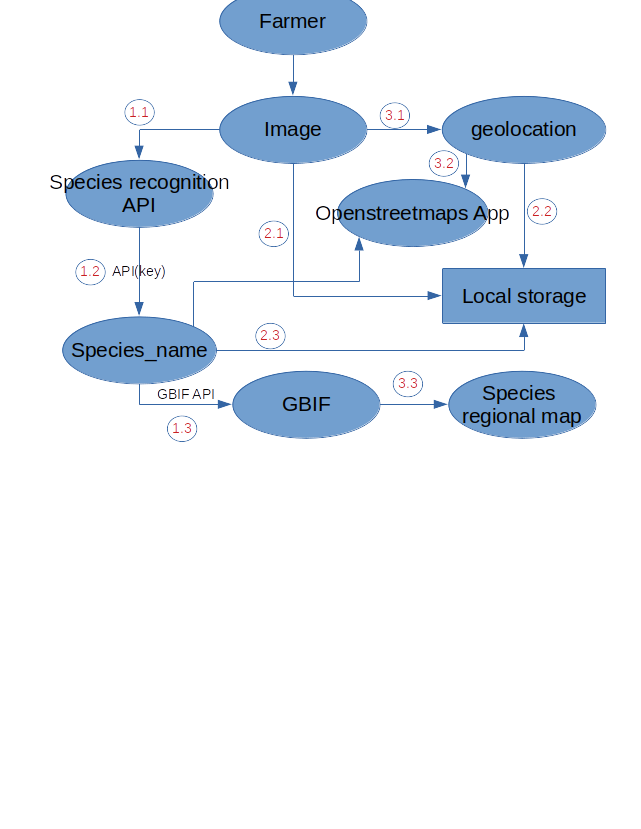 Farmer
1.1
Image
3.1
geolocation
3.2
Species recognition
API
Openstreetmaps App
2.2
2.1
1.2
API(key)
Local storage
2.3
Species_name
GBIF API
1.3
GBIF
3.3
Species
regional map